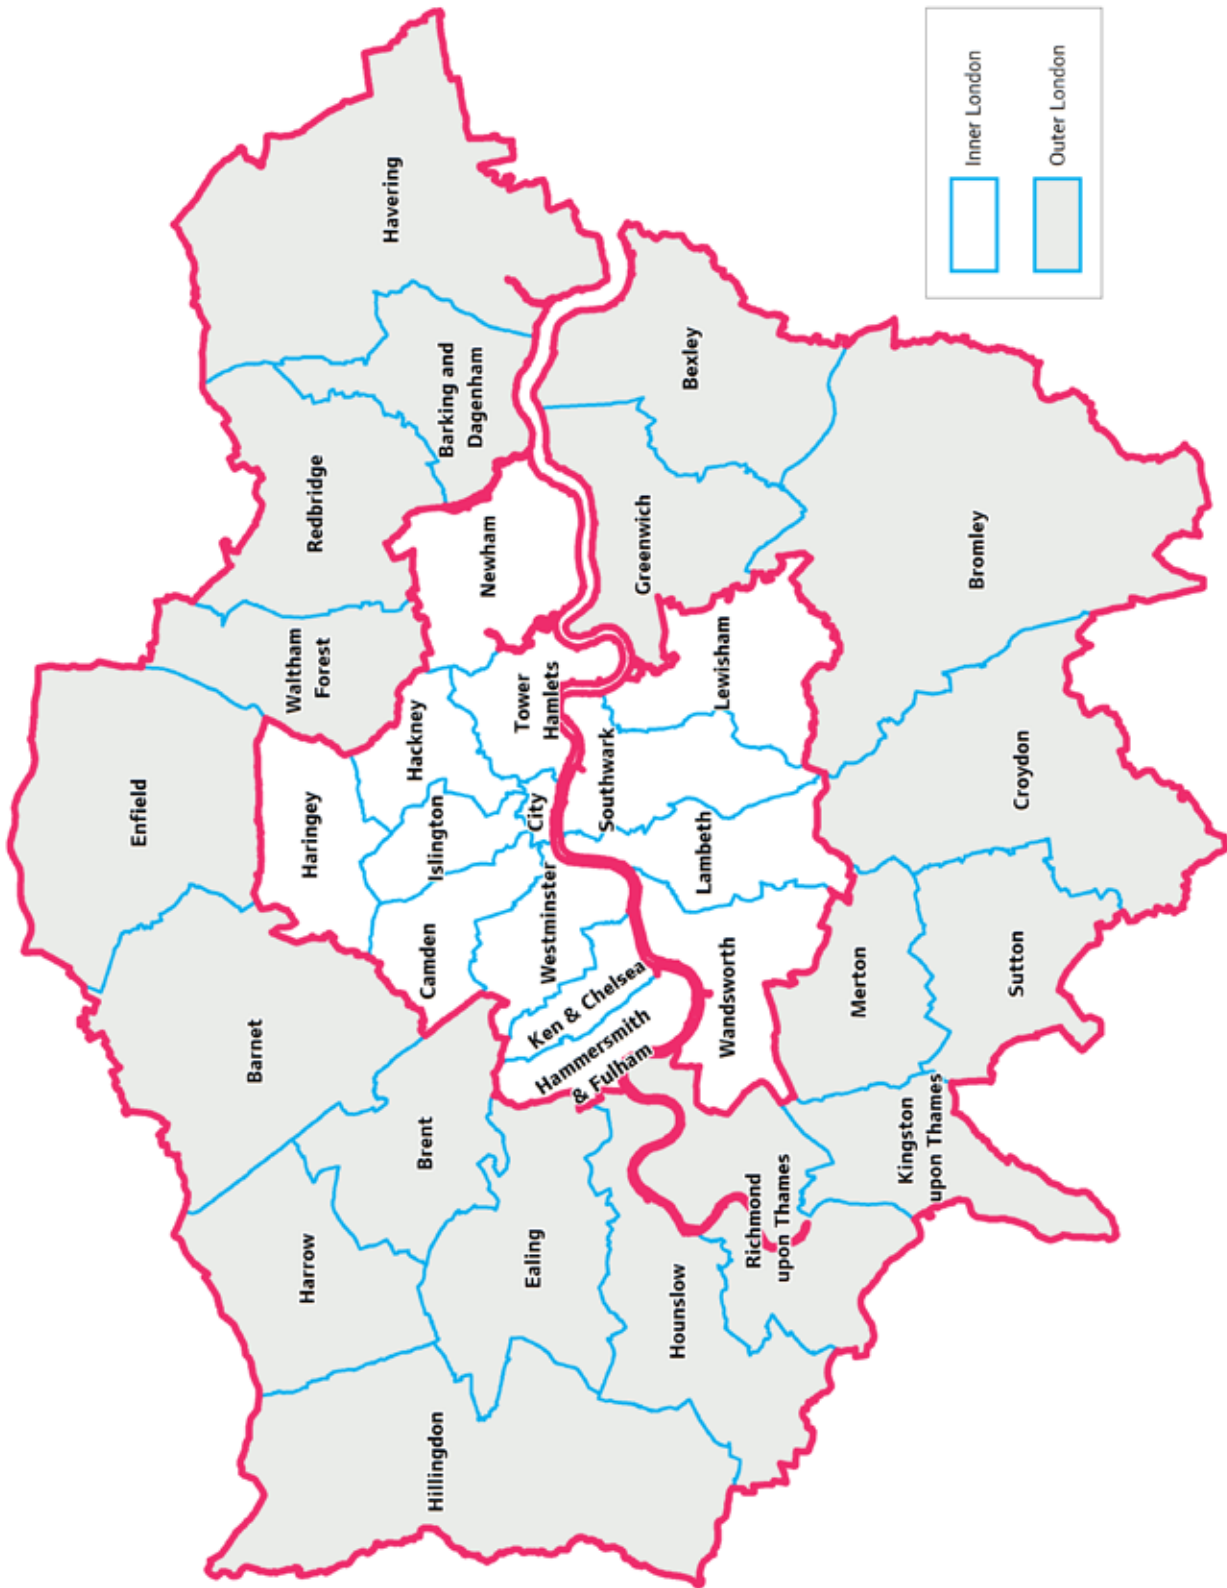 Enfield
Barnet
Haringey
Waltham
Forest
Redbridge
Havering
Harrow
Brent
Camden
Islington
Hackney
Barking and
Dagenham
Hillingdon
Ealing
Westminster
City
Tower
Hamlets
Newham
Ken & Chelsea
Hammersmith
& Fulham
Hounslow
Richmond
upon Thames
Wandsworth
Lambeth
Southwark
Lewisham
Greenwich
Bexley
Kingston
upon Thames
Merton
Sutton
Croydon
Bromley
Inner London
Outer London